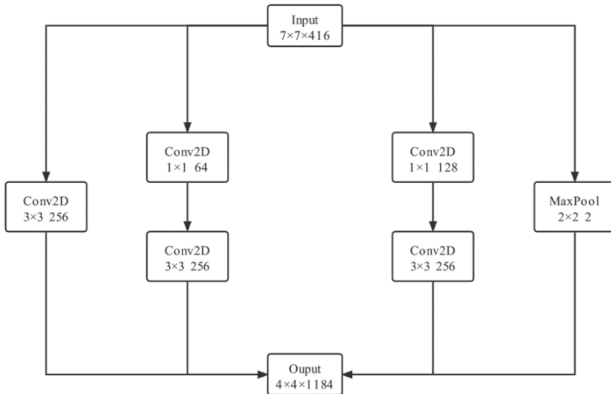 Input
7×7×416
Conv2D
1×1 64
Conv2D
1×1 128
Conv2D
3×3 256
MaxPool
2×2 2
Conv2D
3×3 256
Conv2D
3×3 256
Ouput
4×4×1184